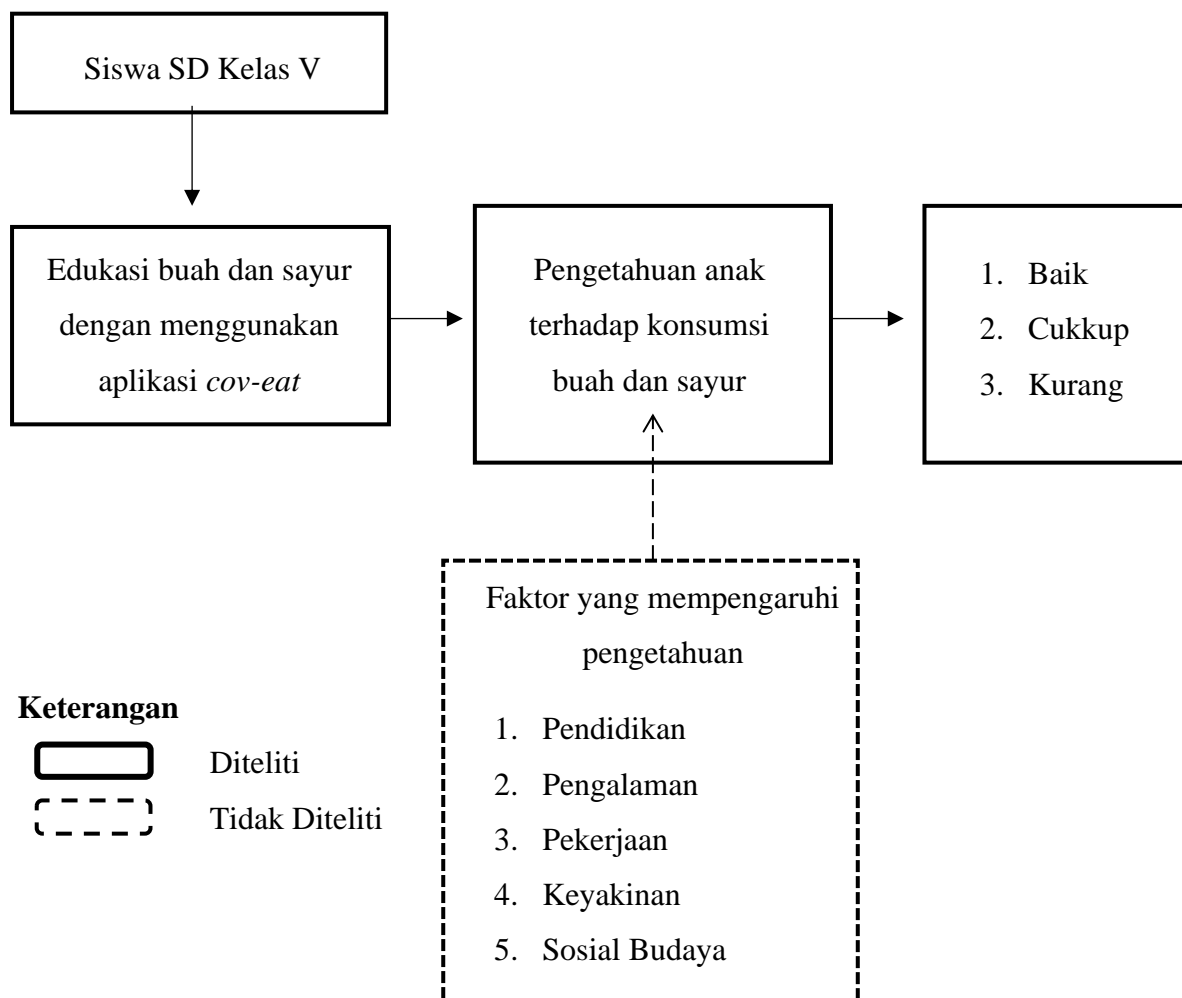 Siswa SD Kelas V
Edukasi buah dan sayur
dengan menggunakan
aplikasi cov-eat
Pengetahuan anak
terhadap konsumsi
buah dan sayur
1. Baik
2. Cukkup
3. Kurang
Faktor yang mempengaruhi
pengetahuan
1. Pendidikan
2. Pengalaman
3. Pekerjaan
4. Keyakinan
5. Sosial Budaya
Keterangan
Diteliti
Tidak Diteliti